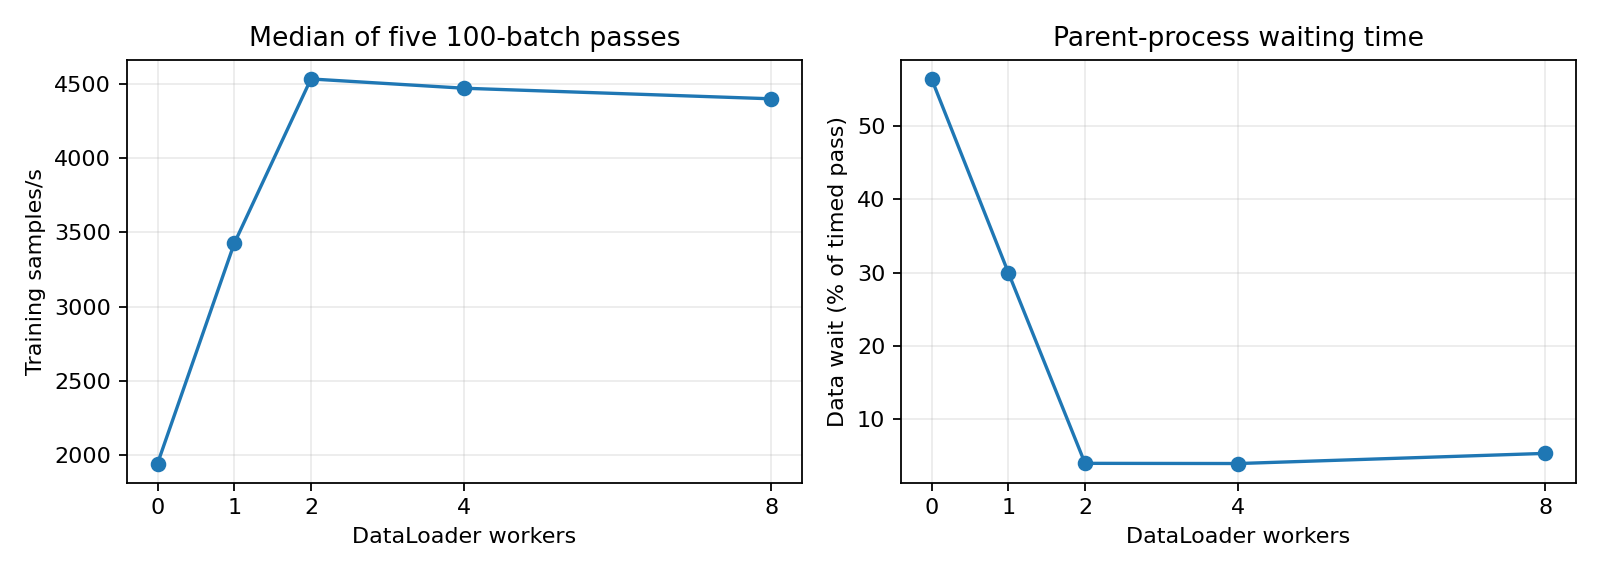 Median of five 100-batch passes
Training samples/s
4500
4000
3500
3000
2500
2000
0 1 2 4 8
DataLoader workers
Parent-process waiting time
Data wait (% of timed pass)
50
40
30
20
10
0 1 2 4 8
DataLoader workers